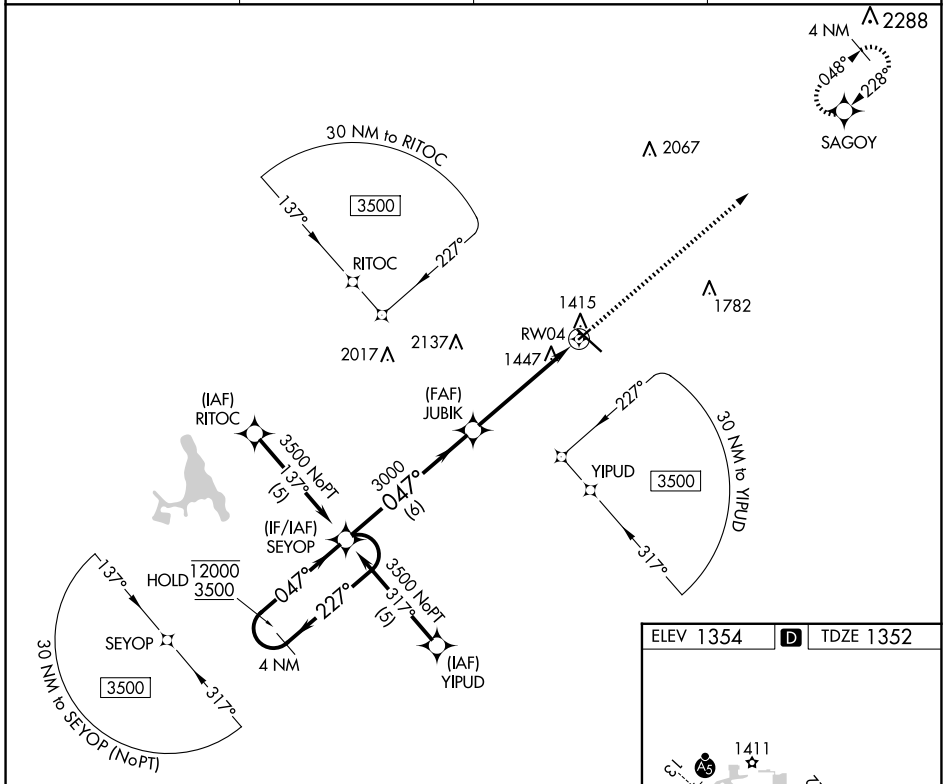 2288
4 NM
048°
228°
SAGOY
30 NM to RITOC
2067
3500
137°
227°
RITOC
1782
1415
RW04
2137
2017
1447
(FAF)
JUBIK
227°
30 NM to YIPUD
(IAF)
RITOC
3500 NoPT
137°
(5)
YIPUD
3500
3000
047°
(6)
(IF/IAF)
SEYOP
317°
HOLD 12000
3500
047°
227°
3500 NoPT
317°
(5)
4 NM
(IAF)
YIPUD
137°
SEYOP
3500
317°
30 NM to SEYOP (NoPT)
ELEV 1354 D TDZE 1352
1411
A5
13